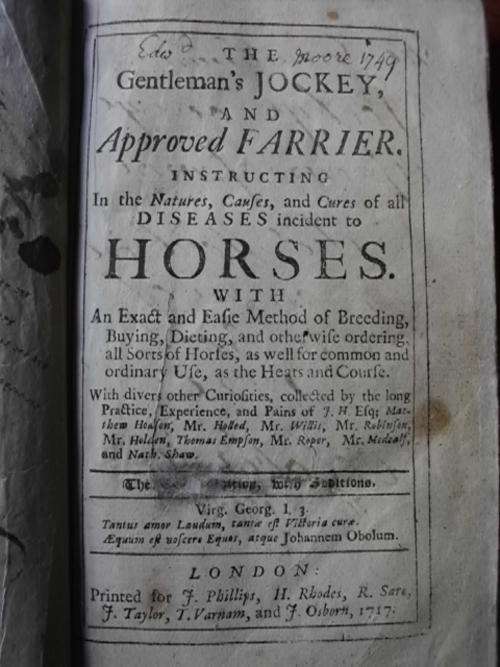 Edwd Moore 1749
THE
Gentleman's JOCKEY,
AND
Approved FARRIER.
INSTRUCTING
In the Natures, Cauſes, and Cures of all
DISEASES incident to
HORSES.
WITH
An Exact and Eaſie Method of Breeding,
Buying, Dieting, and otherwiſe ordering,
all Sorts of Horſes, as well for common and
ordinary Uſe, as the Heats and Courſe.
With divers other Curioſities, collected by the long
Practice, Experience, and Pains of J. H Eſq; Mat-
thew Hodſon, Mr. Holled, Mr. Willis, Mr. Robinſon,
Mr. Holden, Thomas Empſon, Mr. Roper, Mr. Medcalf,
and Nath. Shaw.
The Edition, with Additions.
Virg. Georg. l. 3.
Tantus amor Laudum, tantæ eſt Victoria curæ.
Æquum eſt noſcere Equos, atque Johannem Obolum.
LONDON:
Printed for J. Phillips, H. Rhodes, R. Sare,
J. Taylor, T. Varnam, and J. Osborn, 1717.